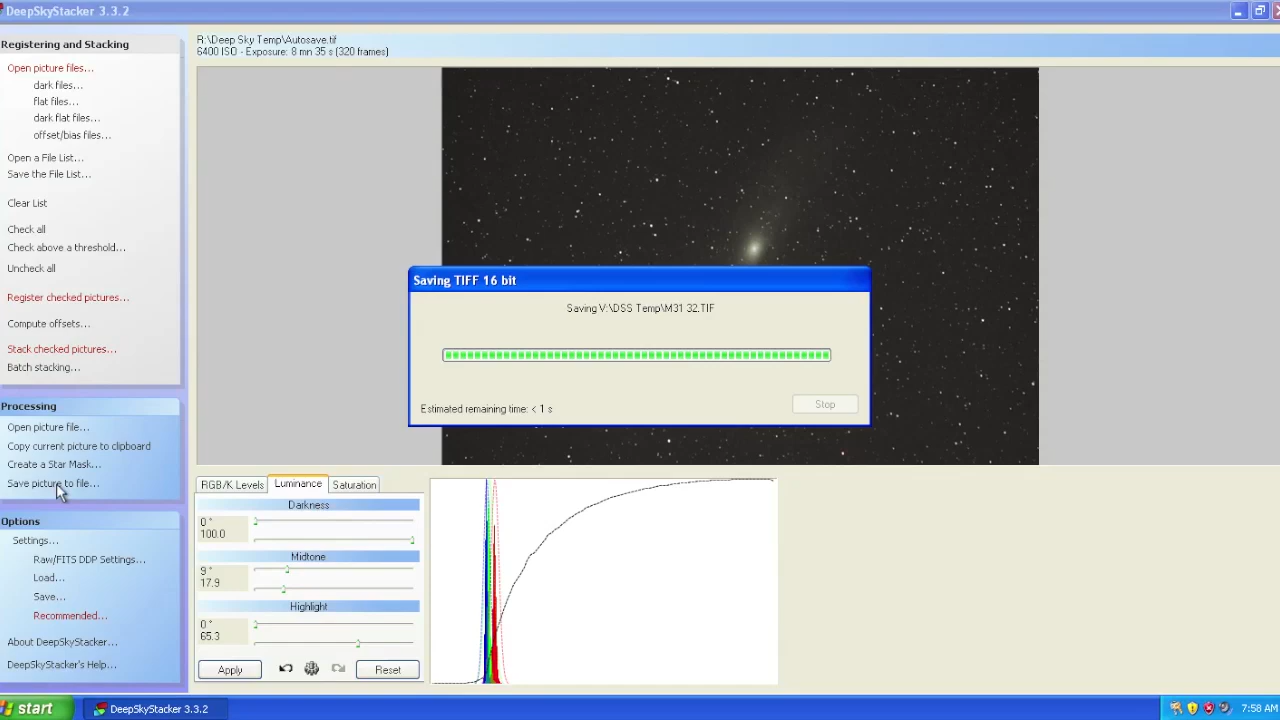 DeepSkyStacker 3.3.2
Registering and Stacking
Open picture files...
dark files...
flat files...
dark flat files...
offset/bias files...
Open a File List...
Save the File List...
Clear List
Check all
Check above a threshold...
Uncheck all
Register checked pictures...
Compute offsets...
Stack checked pictures...
Batch stacking...
Processing
Open picture file...
Copy current picture to clipboard
Create a Star Mask...
Save picture to file...
Options
Settings...
Raw/FITS DDP Settings...
Load...
Save...
Recommended...
About DeepSkyStacker...
DeepSkyStacker's Help...
R:\Deep Sky Temp\Autosave.tif
6400 ISO - Exposure: 8 mn 35 s (320 frames)
Saving TIFF 16 bit
Saving V:\DSS Temp\M31 32.TIF
Estimated remaining time: < 1 s
Stop
RGB/K Levels Luminance Saturation
Darkness
0 °
100.0
Midtone
9 °
17.9
Highlight
0 °
65.3
Apply Reset
start DeepSkyStacker 3.3.2 7:58 AM